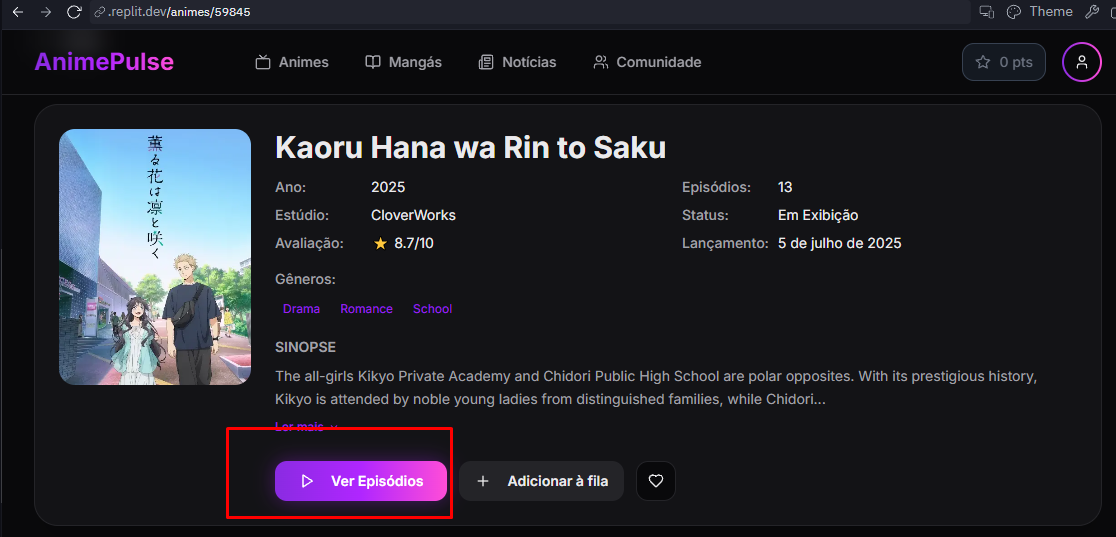 .replit.dev/animes/59845
Theme
AnimePulse
Animes
Mangás
Notícias
Comunidade
0 pts
薫る花は凛と咲く
Kaoru Hana wa Rin to Saku
Ano: 2025
Episódios: 13
Estúdio: CloverWorks
Status: Em Exibição
Avaliação: 8.7/10
Lançamento: 5 de julho de 2025
Gêneros:
Drama Romance School
SINOPSE
The all-girls Kikyo Private Academy and Chidori Public High School are polar opposites. With its prestigious history,
Kikyo is attended by noble young ladies from distinguished families, while Chidori...
Ler mais
Ver Episódios
Adicionar à fila